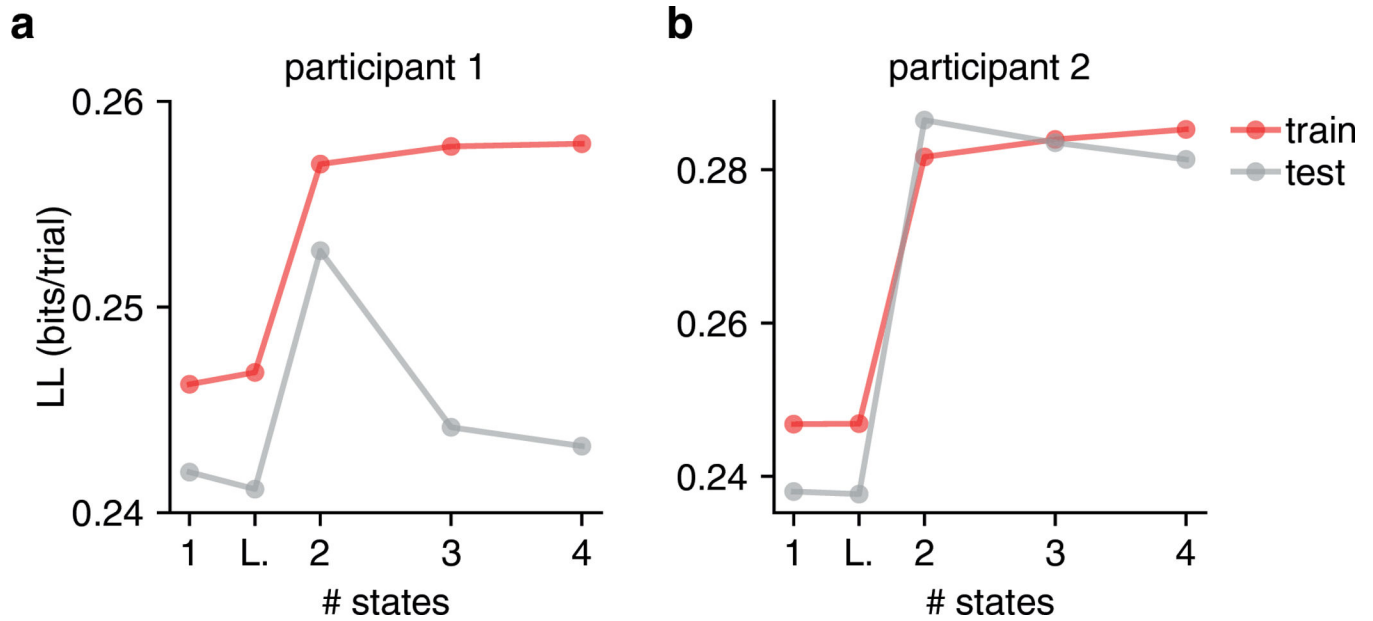 a
participant 1
0.26
0.25
0.24
LL (bits/trial)
1 L. 2 3 4
# states
b
participant 2
0.28
0.26
0.24
1 L. 2 3 4
# states
train
test